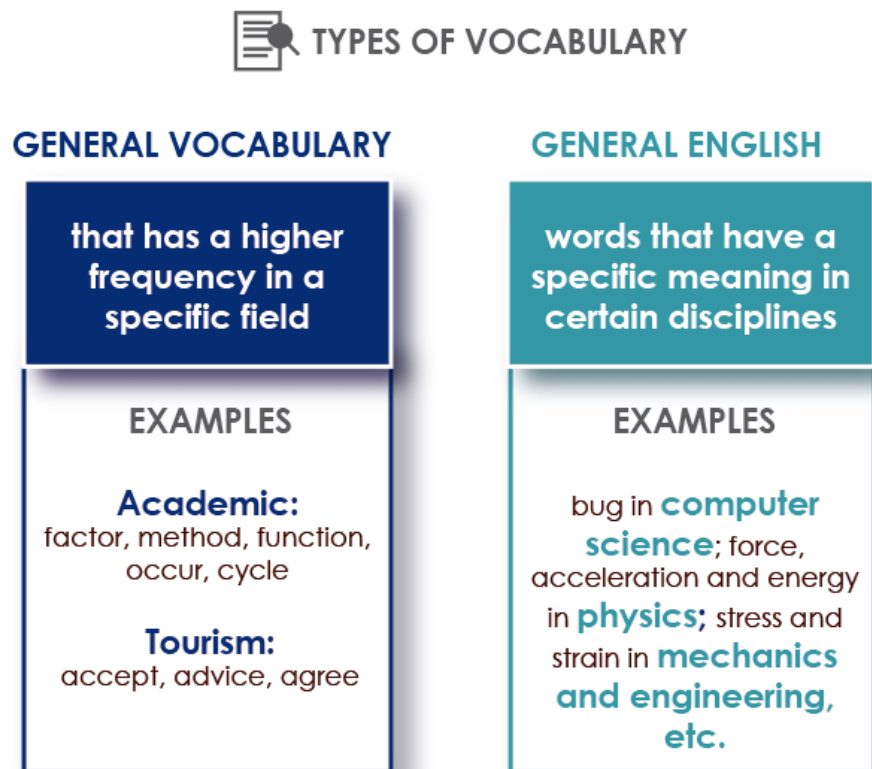 TYPES OF VOCABULARY
GENERAL VOCABULARY
that has a higher
frequency in a
specific field
EXAMPLES
Academic:
factor, method, function,
occur, cycle
Tourism:
accept, advice, agree
GENERAL ENGLISH
words that have a
specific meaning in
certain disciplines
EXAMPLES
bug in computer
science; force,
acceleration and energy
in physics; stress and
strain in mechanics
and engineering,
etc.